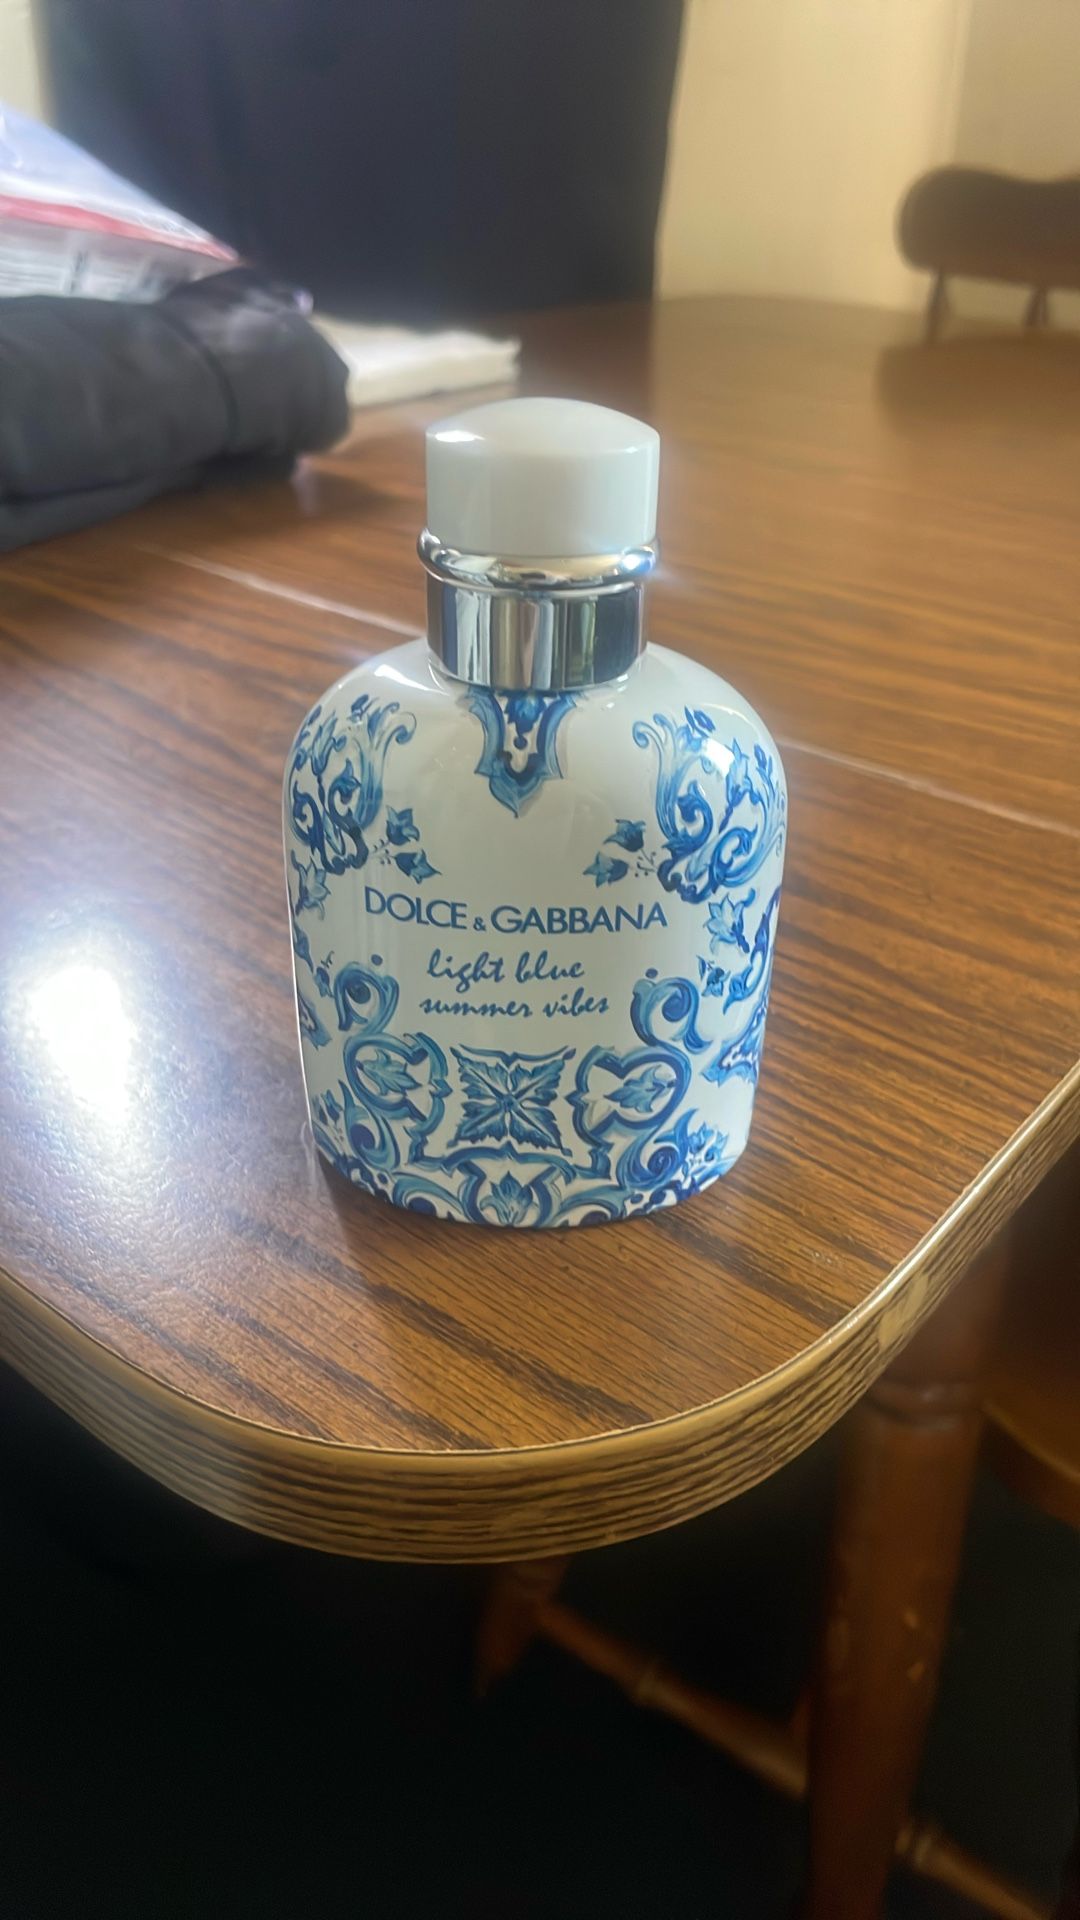 DOLCE & GABBANA
light blue
summer vibes